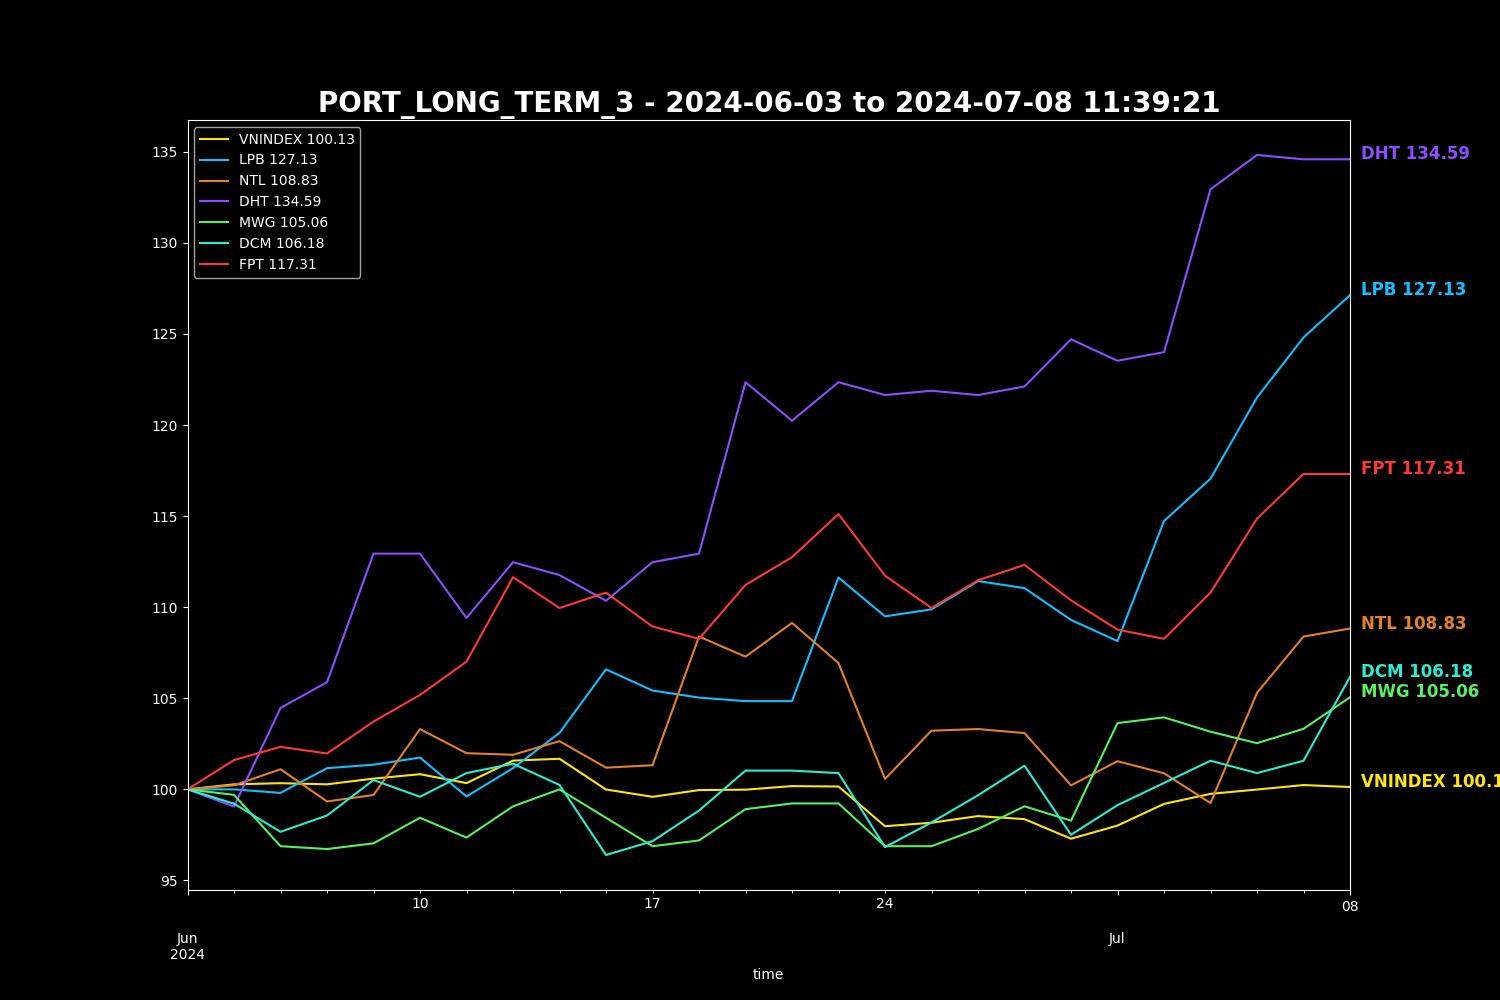 PORT_LONG_TERM_3 - 2024-06-03 to 2024-07-08 11:39:21
VNINDEX 100.13
LPB 127.13
NTL 108.83
DHT 134.59
MWG 105.06
DCM 106.18
FPT 117.31
135
130
125
120
115
110
105
100
95
DHT 134.59
LPB 127.13
FPT 117.31
NTL 108.83
DCM 106.18
MWG 105.06
VNINDEX 100.1
10 17 24 08
Jun Jul
2024
time